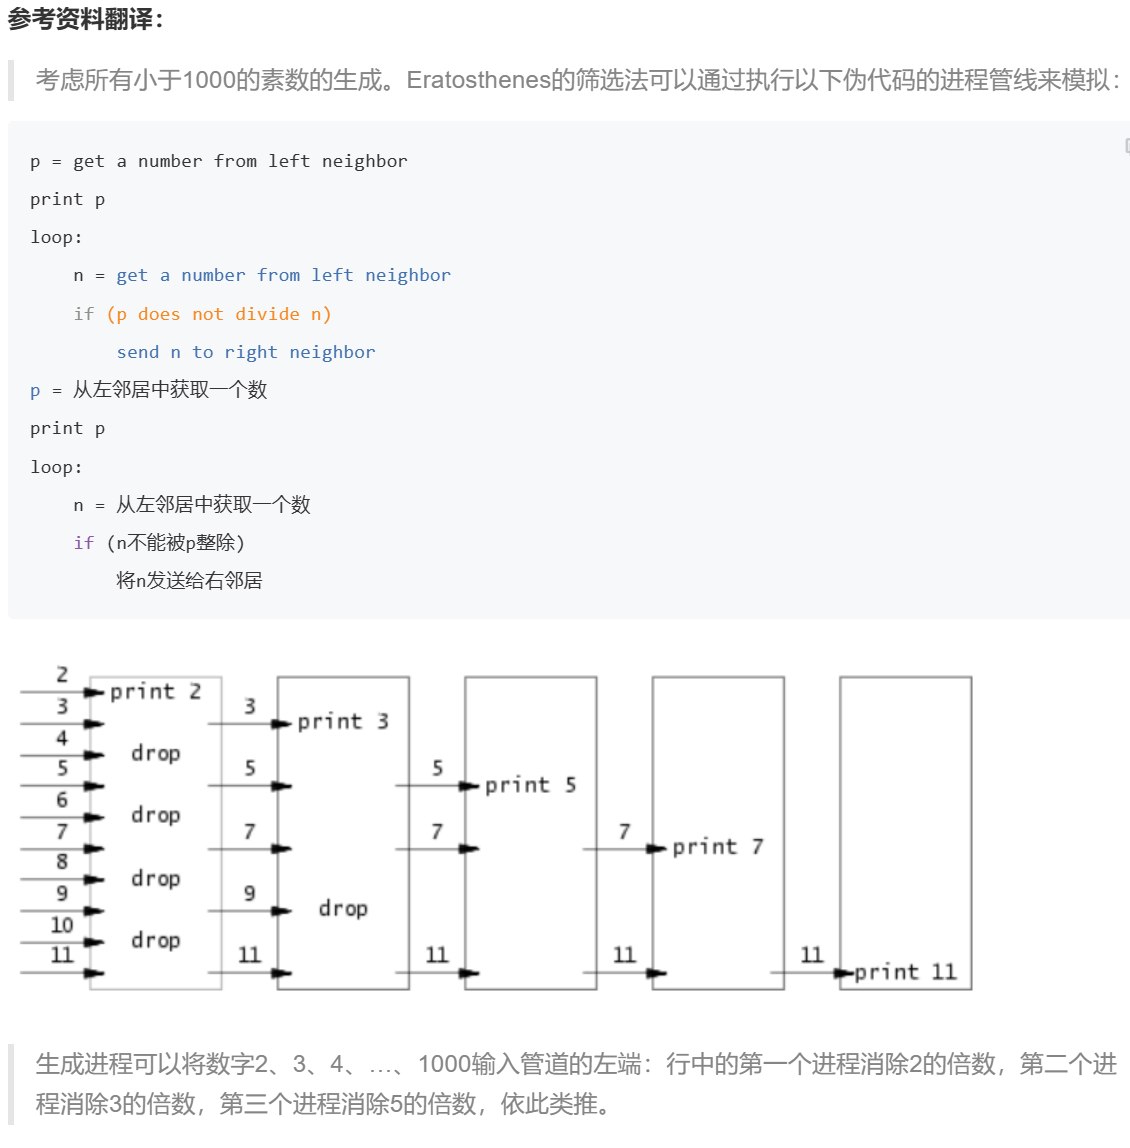 参考资料翻译：
考虑所有小于1000的素数的生成。Eratosthenes的筛选法可以通过执行以下伪代码的进程管线来模拟：
p = get a number from left neighbor
print p
loop:
    n = get a number from left neighbor
    if (p does not divide n)
        send n to right neighbor
p = 从左邻居中获取一个数
print p
loop:
    n = 从左邻居中获取一个数
    if (n不能被p整除)
        将n发送给右邻居
2
print 2
3
3
print 3
4
drop
5
5
5
print 5
6
drop
7
7
7
7
print 7
8
drop
9
9
drop
10
drop
11
11
11
11
11
print 11
生成进程可以将数字2、3、4、…、1000输入管道的左端：行中的第一个进程消除2的倍数，第二个进
程消除3的倍数，第三个进程消除5的倍数，依此类推。